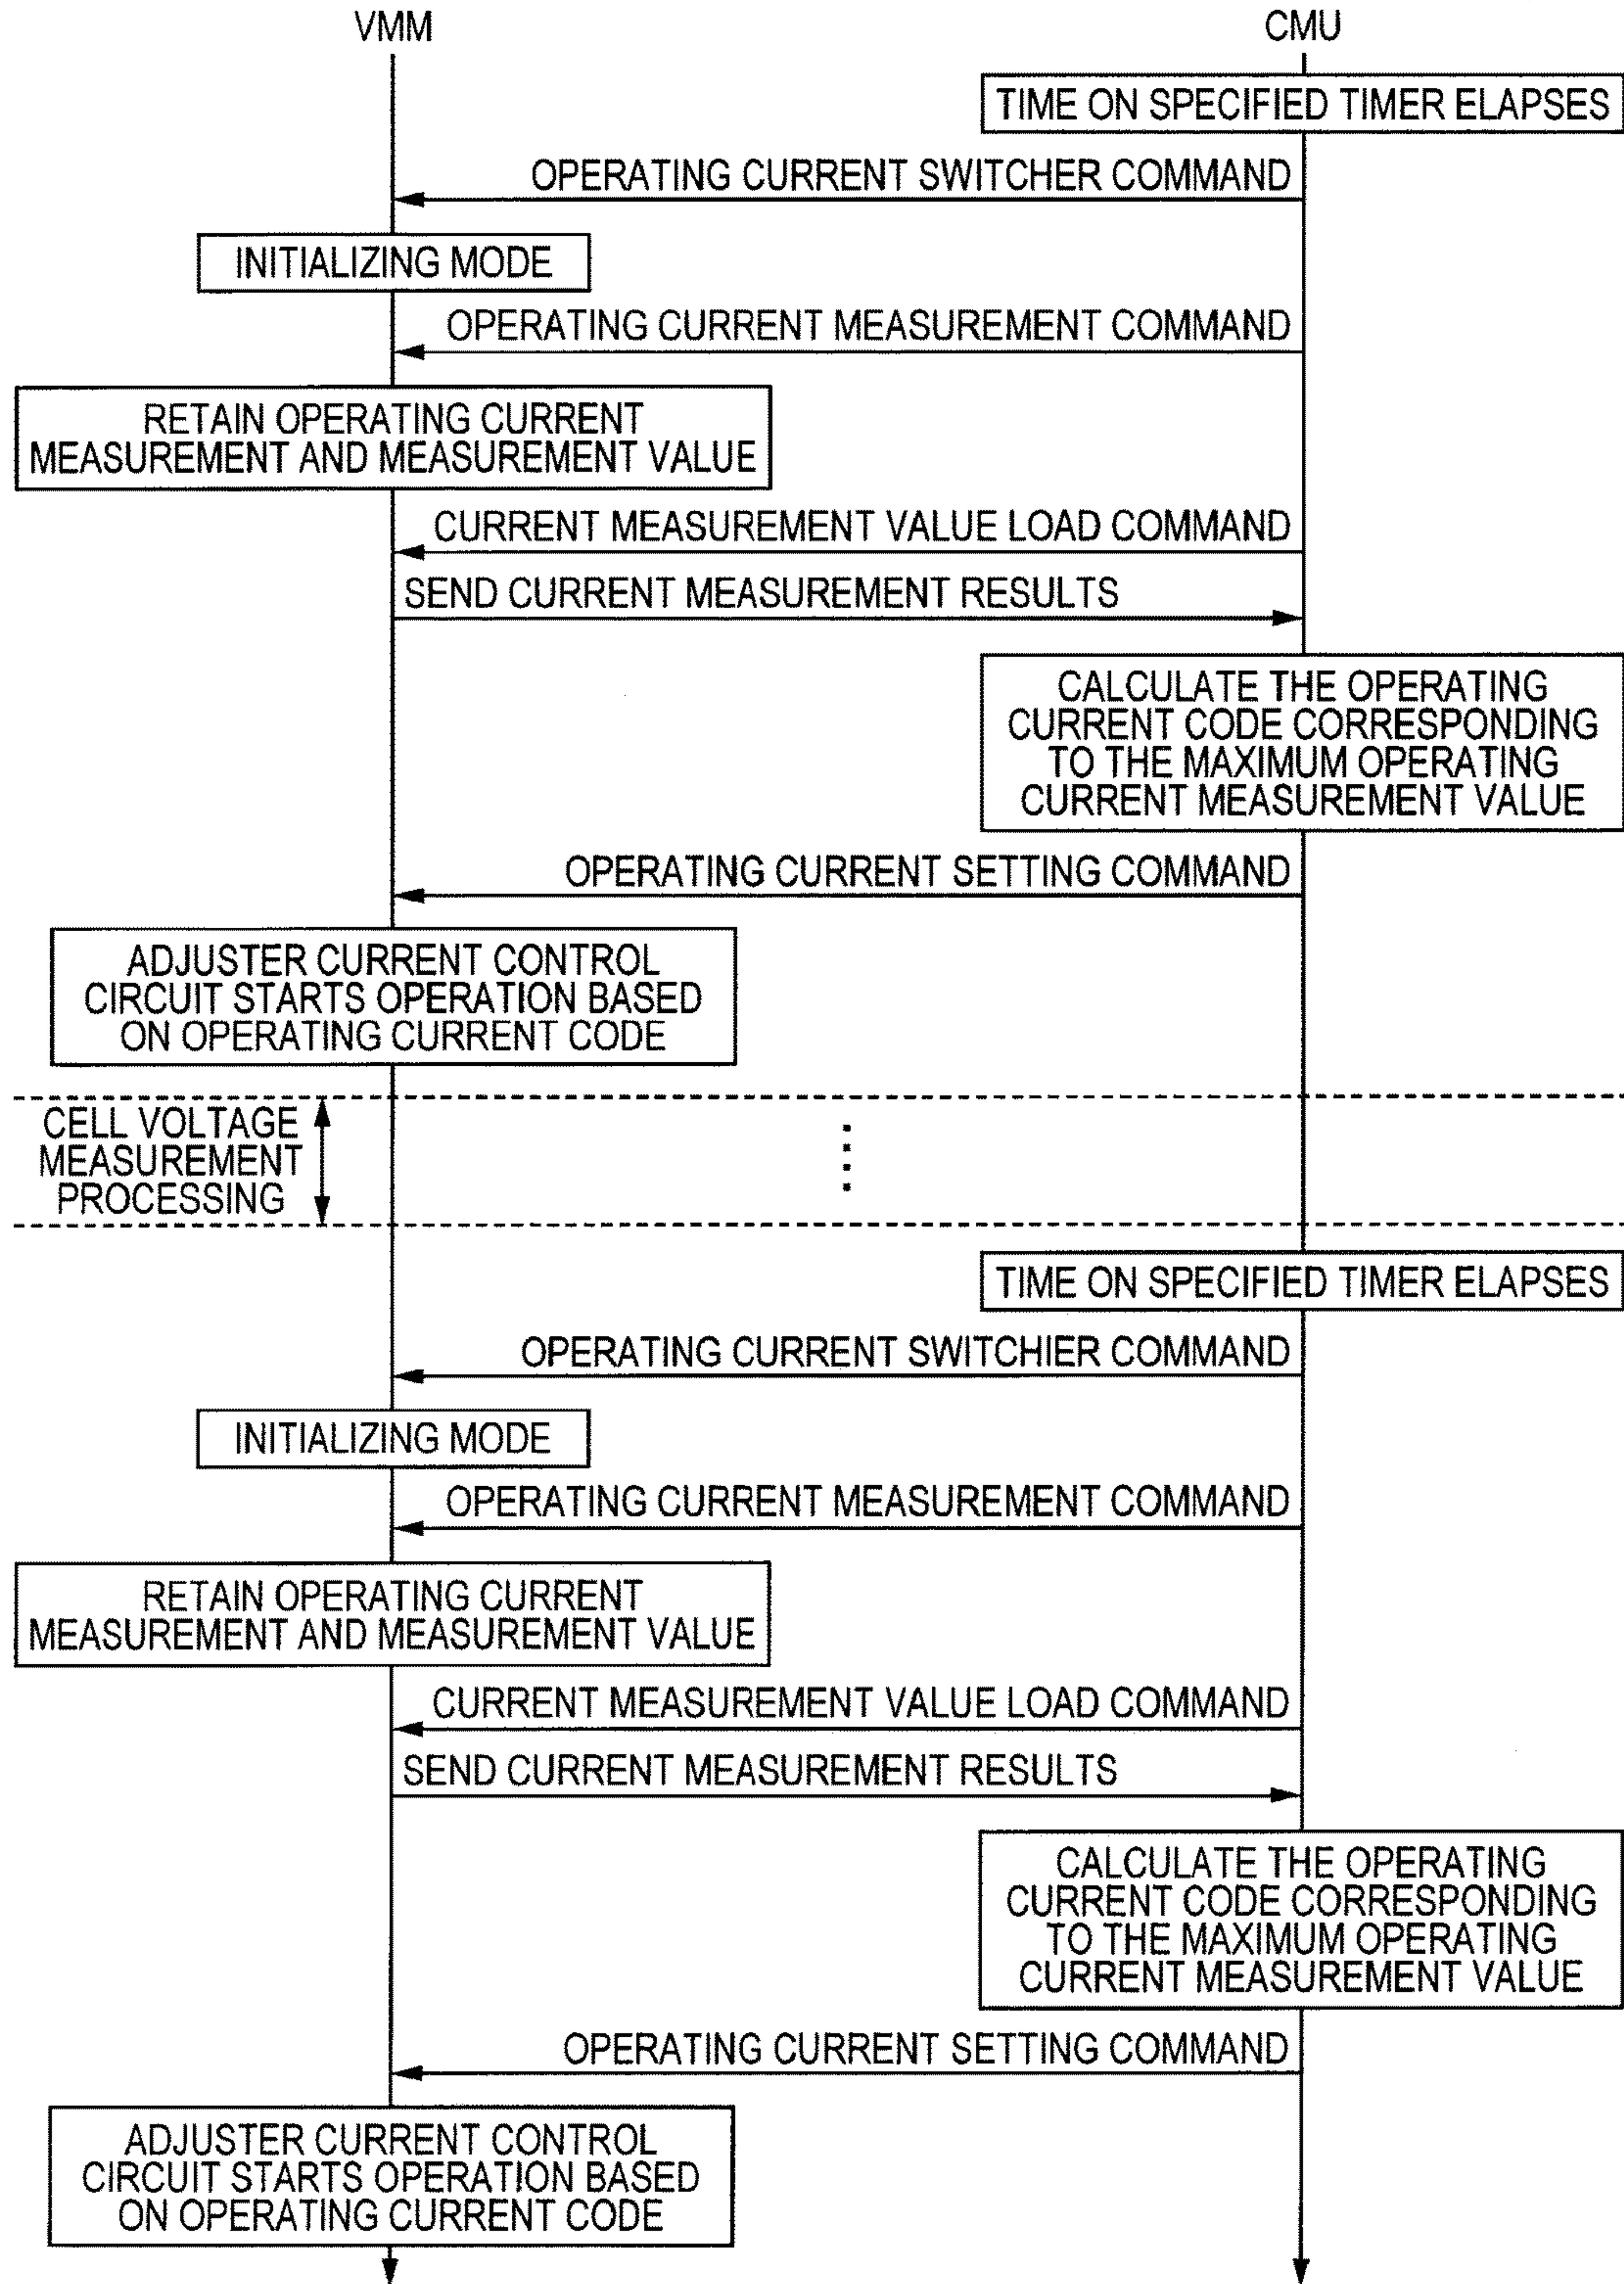 VMM
CMU
TIME ON SPECIFIED TIMER ELAPSES
OPERATING CURRENT SWITCHER COMMAND
INITIALIZING MODE
OPERATING CURRENT MEASUREMENT COMMAND
RETAIN OPERATING CURRENT
MEASUREMENT AND MEASUREMENT VALUE
CURRENT MEASUREMENT VALUE LOAD COMMAND
SEND CURRENT MEASUREMENT RESULTS
CALCULATE THE OPERATING
CURRENT CODE CORRESPONDING
TO THE MAXIMUM OPERATING
CURRENT MEASUREMENT VALUE
OPERATING CURRENT SETTING COMMAND
ADJUSTER CURRENT CONTROL
CIRCUIT STARTS OPERATION BASED
ON OPERATING CURRENT CODE
CELL VOLTAGE
MEASUREMENT
PROCESSING
TIME ON SPECIFIED TIMER ELAPSES
OPERATING CURRENT SWITCHIER COMMAND
INITIALIZING MODE
OPERATING CURRENT MEASUREMENT COMMAND
RETAIN OPERATING CURRENT
MEASUREMENT AND MEASUREMENT VALUE
CURRENT MEASUREMENT VALUE LOAD COMMAND
SEND CURRENT MEASUREMENT RESULTS
CALCULATE THE OPERATING
CURRENT CODE CORRESPONDING
TO THE MAXIMUM OPERATING
CURRENT MEASUREMENT VALUE
OPERATING CURRENT SETTING COMMAND
ADJUSTER CURRENT CONTROL
CIRCUIT STARTS OPERATION BASED
ON OPERATING CURRENT CODE